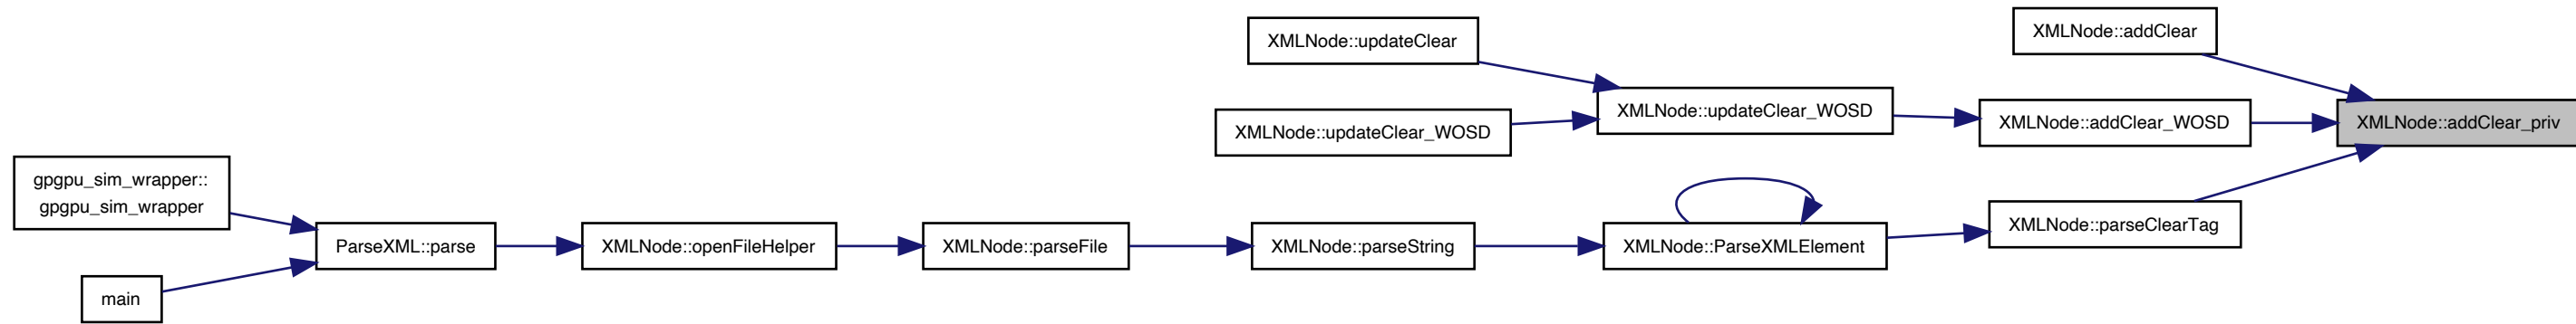 XMLNode::addClear
XMLNode::updateClear
XMLNode::updateClear_WOSD
XMLNode::addClear_WOSD
XMLNode::addClear_priv
XMLNode::updateClear_WOSD
gpgpu_sim_wrapper::
gpgpu_sim_wrapper
XMLNode::parseClearTag
ParseXML::parse
XMLNode::openFileHelper
XMLNode::parseFile
XMLNode::parseString
XMLNode::ParseXMLElement
main